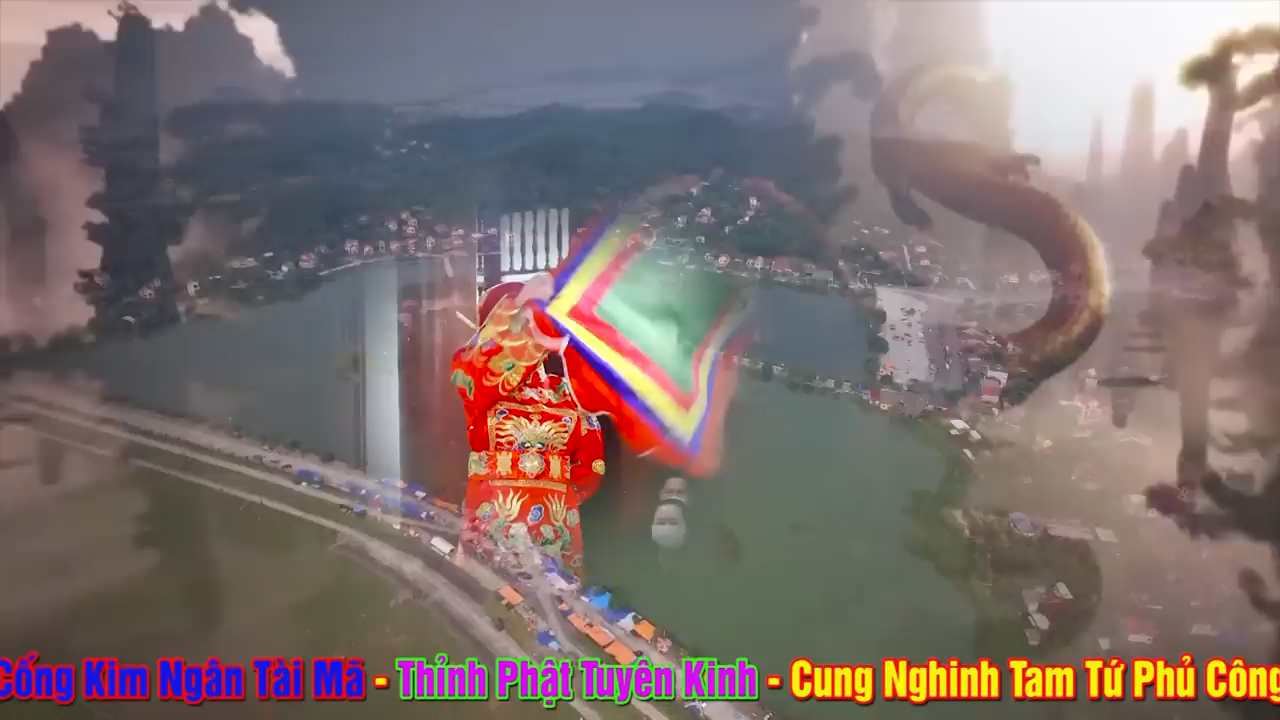 Cống Kim Ngân Tài Mã - Thỉnh Phật Tuyên Kinh - Cung Nghinh Tam Tứ Phủ Công